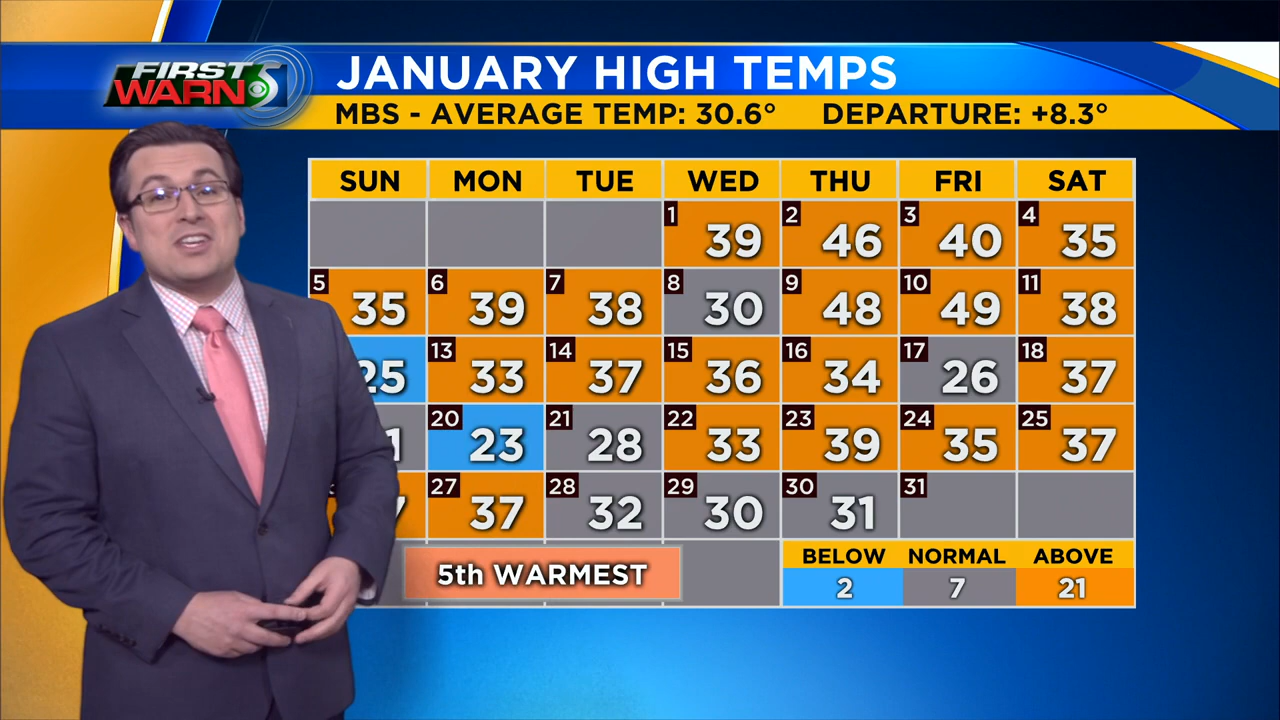 FIRST
WARN 5
JANUARY HIGH TEMPS
MBS - AVERAGE TEMP: 30.6° DEPARTURE: +8.3°
SUN MON TUE WED THU FRI SAT
1 2 3 4
39 46 40 35
5 6 7 8 9 10 11
35 39 38 30 48 49 38
13 14 15 16 17 18
25 33 37 36 34 26 37
20 21 22 23 24 25
1 23 28 33 39 35 37
27 28 29 30 31
7 37 32 30 31
BELOW NORMAL ABOVE
5th WARMEST
2 7 21